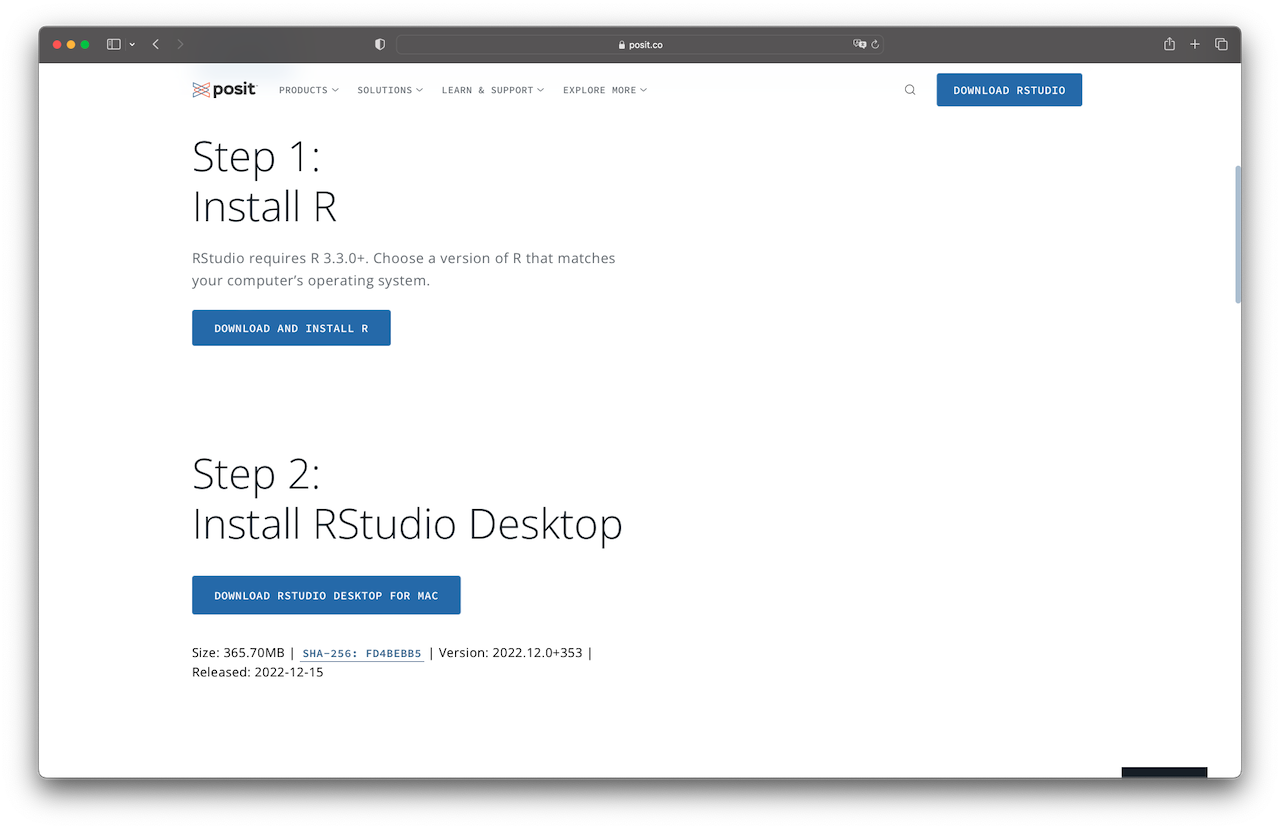 posit.co
posit PRODUCTS SOLUTIONS LEARN & SUPPORT EXPLORE MORE DOWNLOAD RSTUDIO
Step 1:
Install R
RStudio requires R 3.3.0+. Choose a version of R that matches
your computer’s operating system.
DOWNLOAD AND INSTALL R
Step 2:
Install RStudio Desktop
DOWNLOAD RSTUDIO DESKTOP FOR MAC
Size: 365.70MB | SHA-256: FD4BEBB5 | Version: 2022.12.0+353 |
Released: 2022-12-15